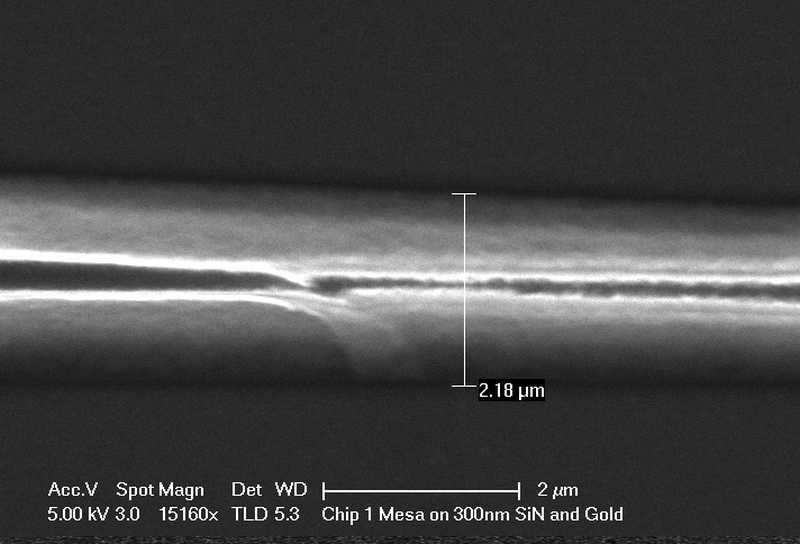 2.18 µm
Acc.V Spot Magn Det WD 2 µm
5.00 kV 3.0 15160x TLD 5.3 Chip 1 Mesa on 300nm SiN and Gold